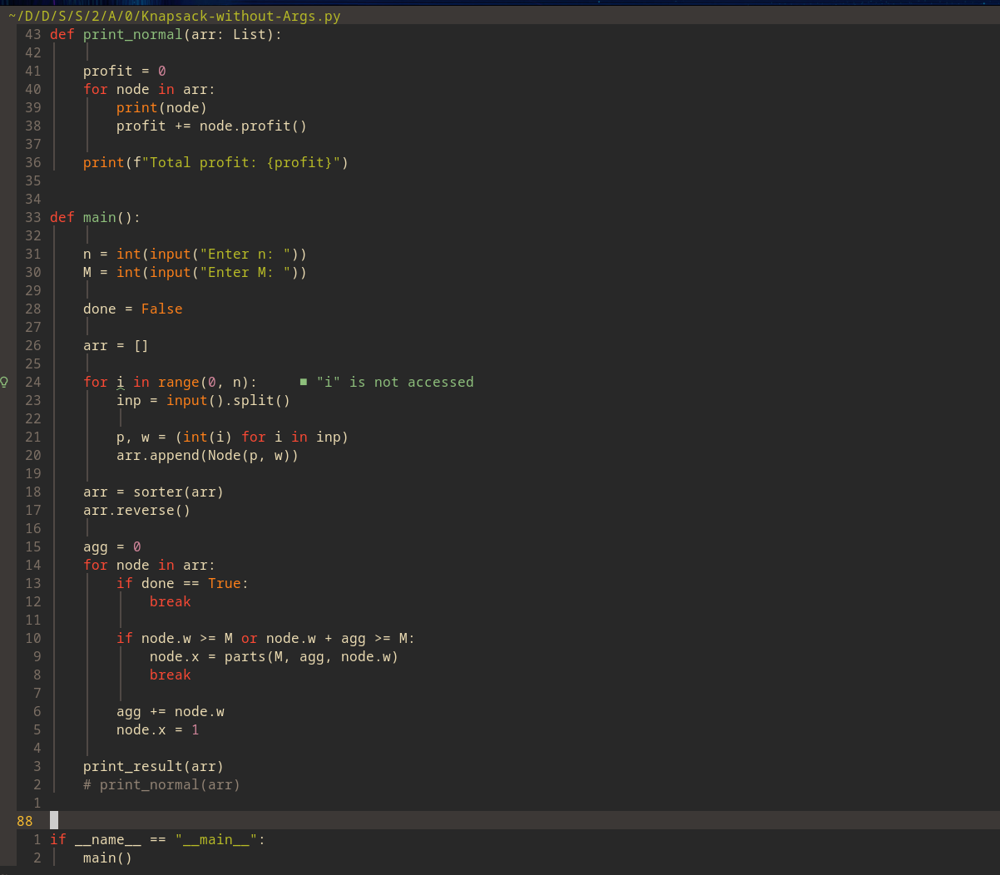 ~/D/D/S/S/2/A/0/Knapsack-without-Args.py
43 def print_normal(arr: List):
42
41     profit = 0
40     for node in arr:
39         print(node)
38         profit += node.profit()
37
36     print(f"Total profit: {profit}")
35
34
33 def main():
32
31     n = int(input("Enter n: "))
30     M = int(input("Enter M: "))
29
28     done = False
27
26     arr = []
25
24     for i in range(0, n):     ■ "i" is not accessed
23         inp = input().split()
22
21         p, w = (int(i) for i in inp)
20         arr.append(Node(p, w))
19
18     arr = sorter(arr)
17     arr.reverse()
16
15     agg = 0
14     for node in arr:
13         if done == True:
12             break
11
10         if node.w >= M or node.w + agg >= M:
9             node.x = parts(M, agg, node.w)
8             break
7
6         agg += node.w
5         node.x = 1
4
3     print_result(arr)
2     # print_normal(arr)
1
88
1 if __name__ == "__main__":
2     main()